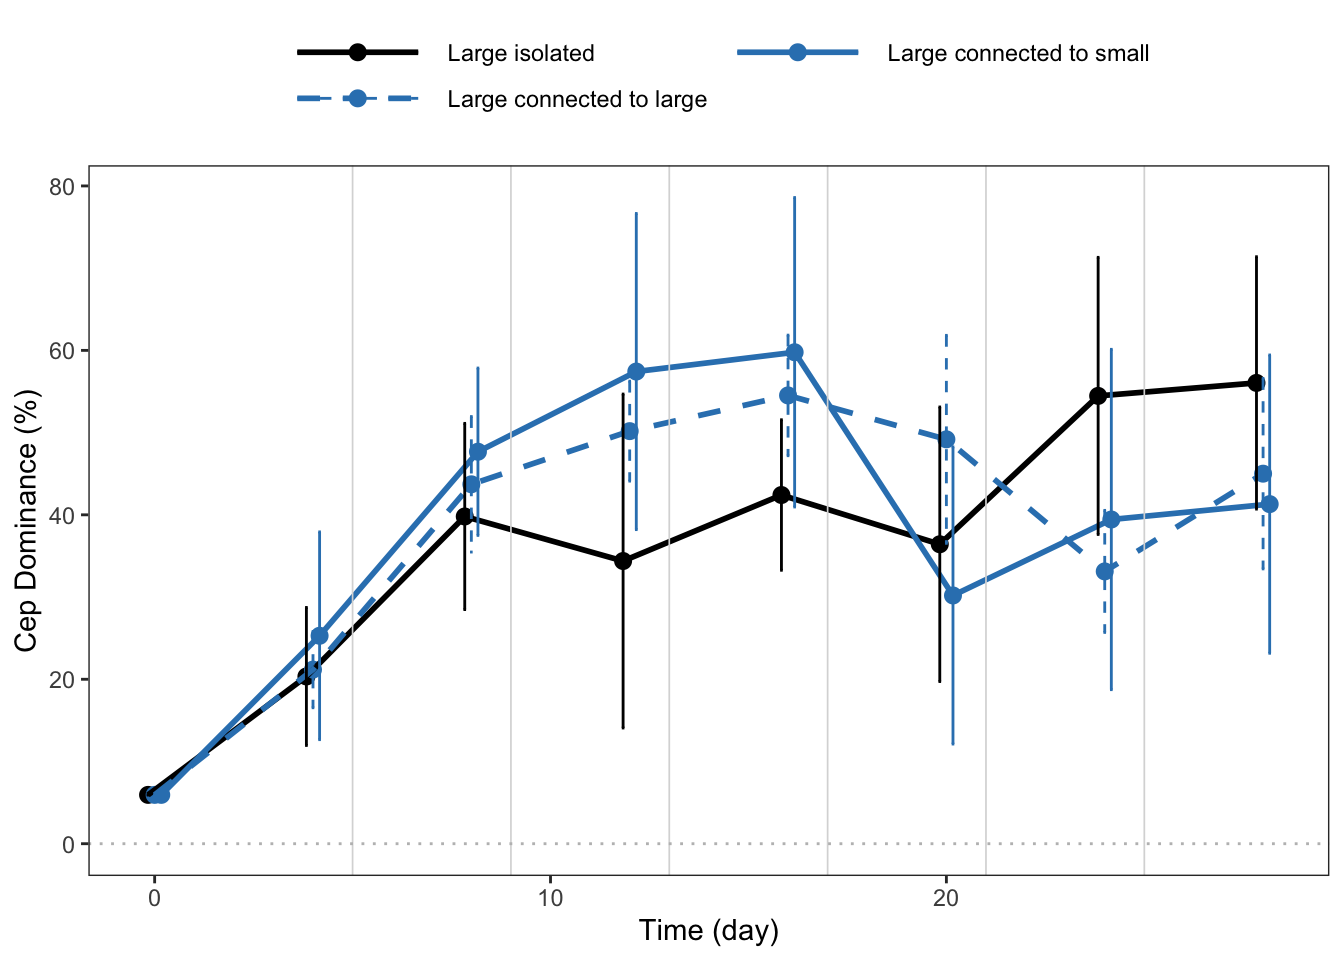 Large isolated
Large connected to small
Large connected to large
Cep Dominance (%)
80
60
40
20
0
0
10
20
Time (day)